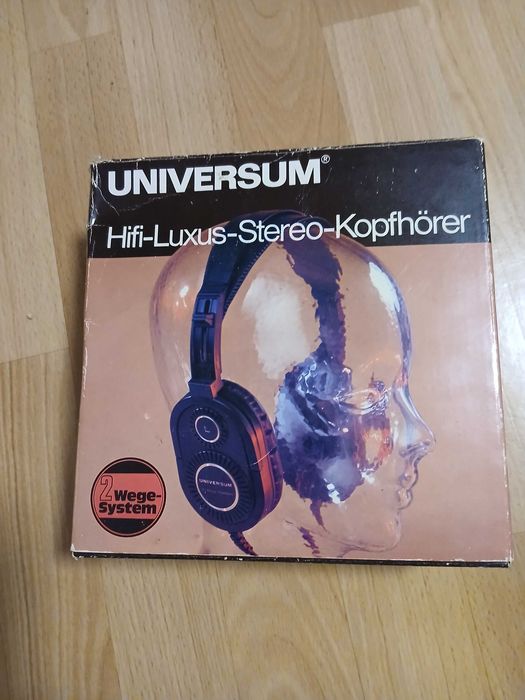 UNIVERSUM®
Hifi-Luxus-Stereo-Kopfhörer
L
UNIVERSUM
2 Wege-
System